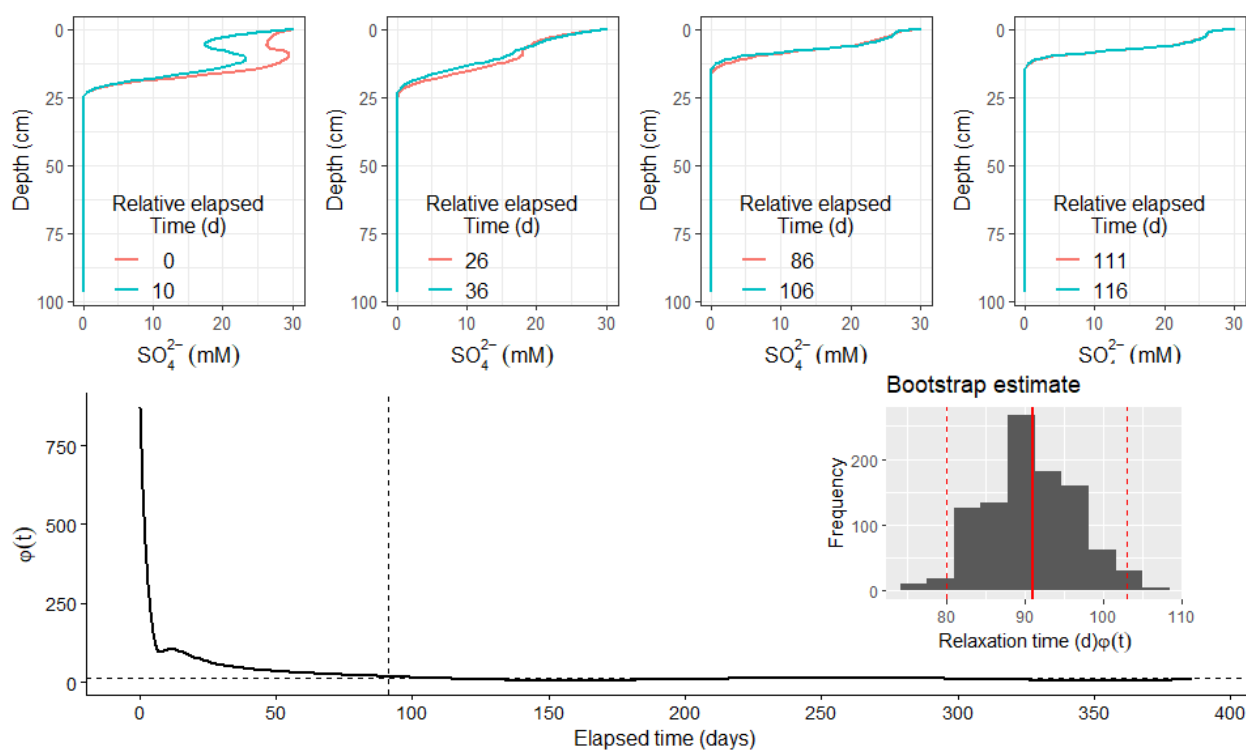 0
25
50
75
100
Depth (cm)
Relative elapsed
Time (d)
0
10
0 10 20 30
SO₄²⁻ (mM)
0
25
50
75
100
Depth (cm)
Relative elapsed
Time (d)
26
36
0 10 20 30
SO₄²⁻ (mM)
0
25
50
75
100
Depth (cm)
Relative elapsed
Time (d)
86
106
0 10 20 30
SO₄²⁻ (mM)
0
25
50
75
100
Depth (cm)
Relative elapsed
Time (d)
111
116
0 10 20 30
SO₄²⁻ (mM)
750
500
250
0
φ(t)
0 50 100 150 200 250 300 350 400
Elapsed time (days)
Bootstrap estimate
200
100
0
Frequency
80 90 100 110
Relaxation time (d)φ(t)